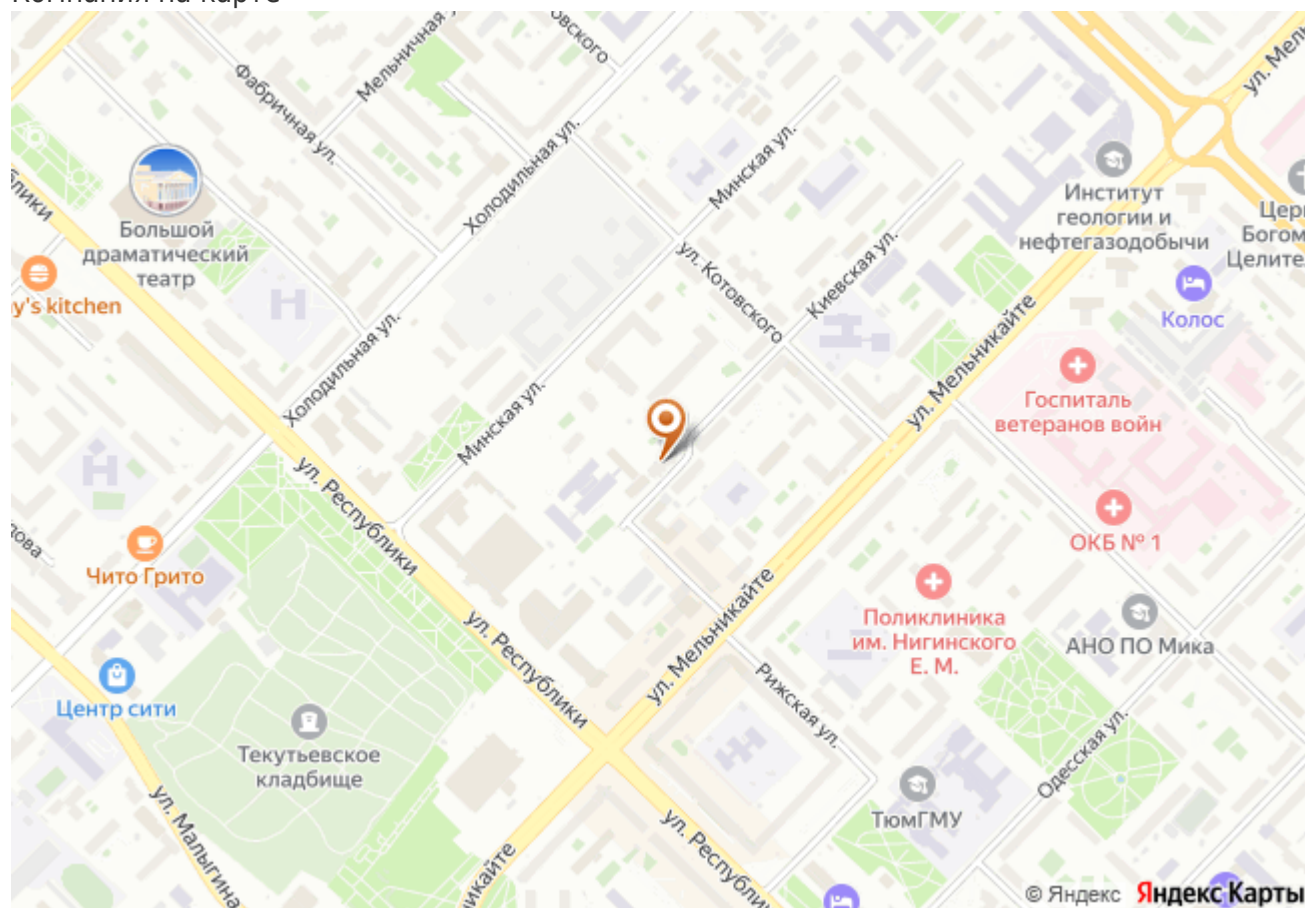 Компания на карте
Фабричная ул.
Мельничная
Холодильная ул.
Минская ул.
ул. Котовского
Киевская ул.
ул. Мельникайте
Большой
драматический
театр
y's kitchen
Институт
геологии и
нефтегазодобычи
Колос
Холодильная ул.
Минская ул.
Госпиталь
ветеранов войн
ОКБ № 1
ул. Республики
Чито Грито
ул. Республики
ул. Мельникайте
Поликлиника
им. Нигинского
Е. М.
АНО ПО Мика
Центр сити
Текутьевское
кладбище
Рижская ул.
Одесская ул.
ТюмГМУ
ул. Малыгина
© Яндекс Яндекс Карты